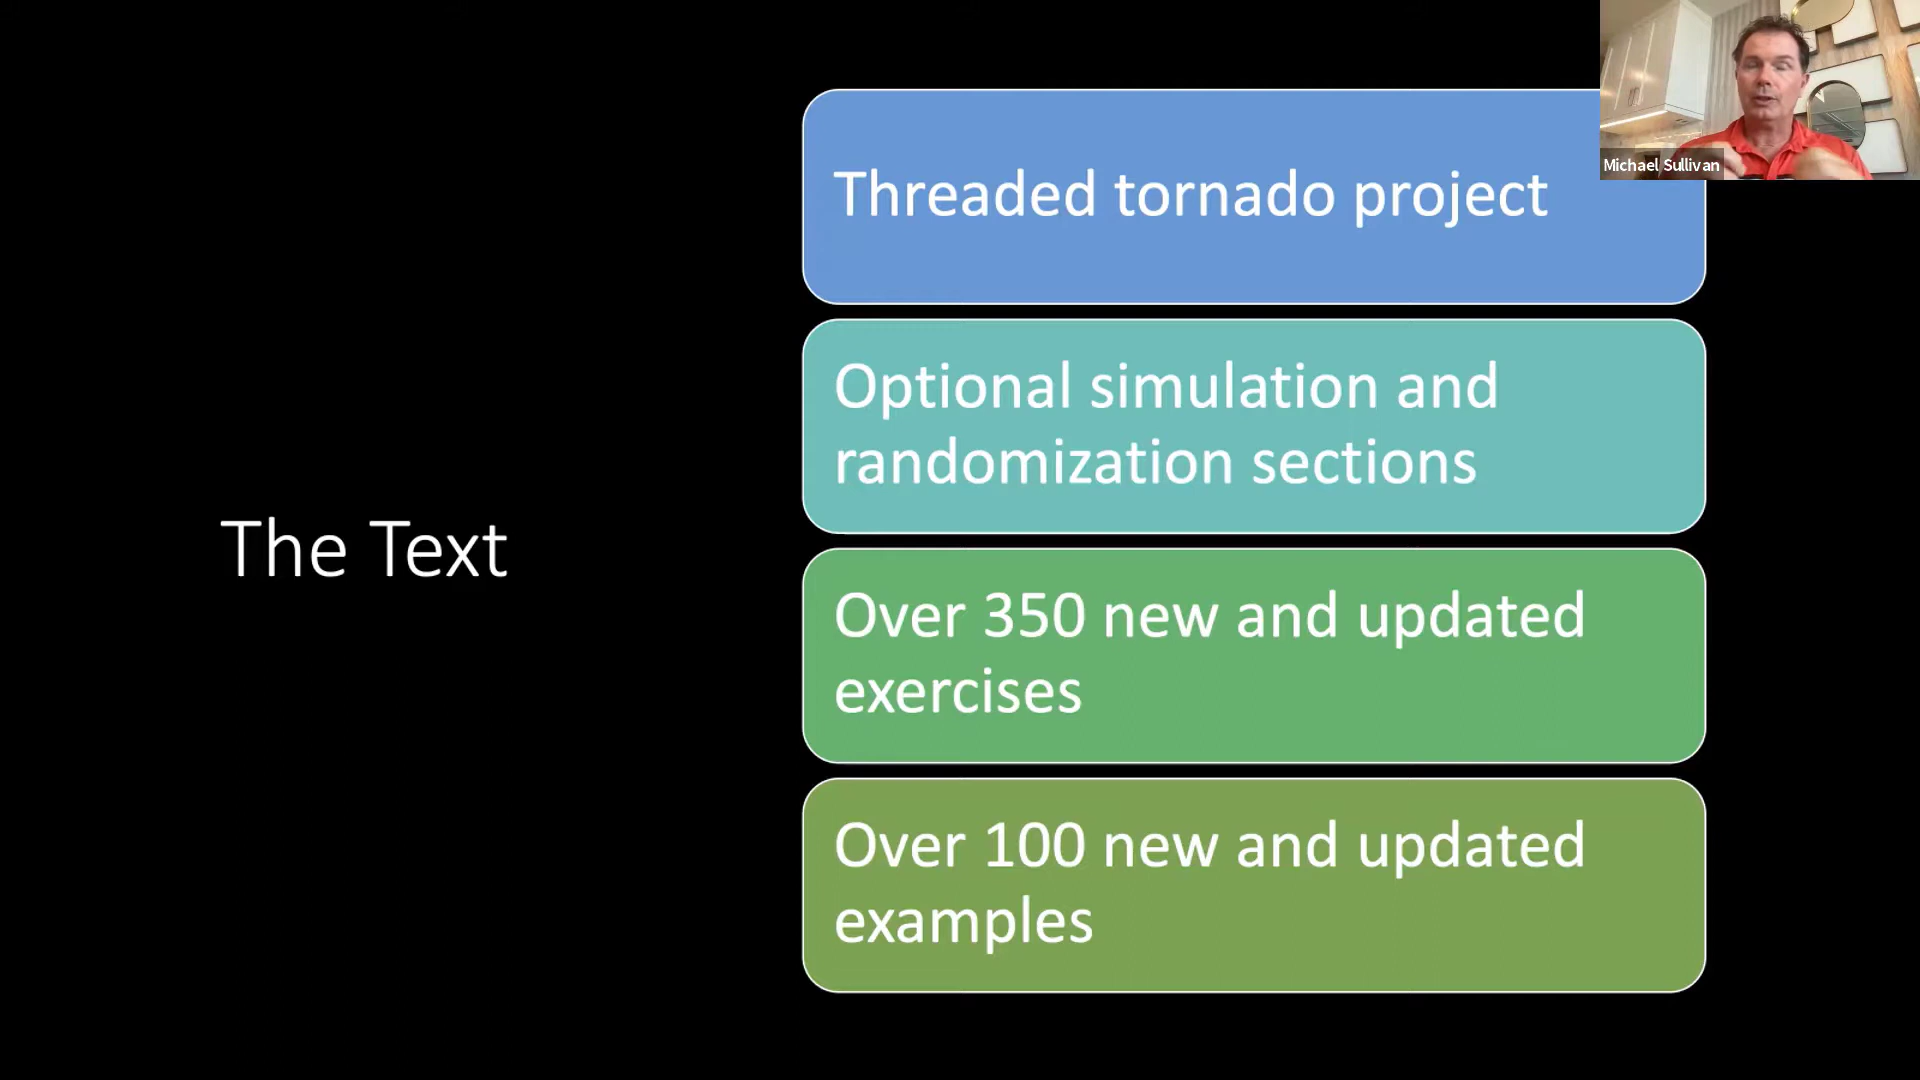 Michael Sullivan
The Text
Threaded tornado project
Optional simulation and
randomization sections
Over 350 new and updated
exercises
Over 100 new and updated
examples